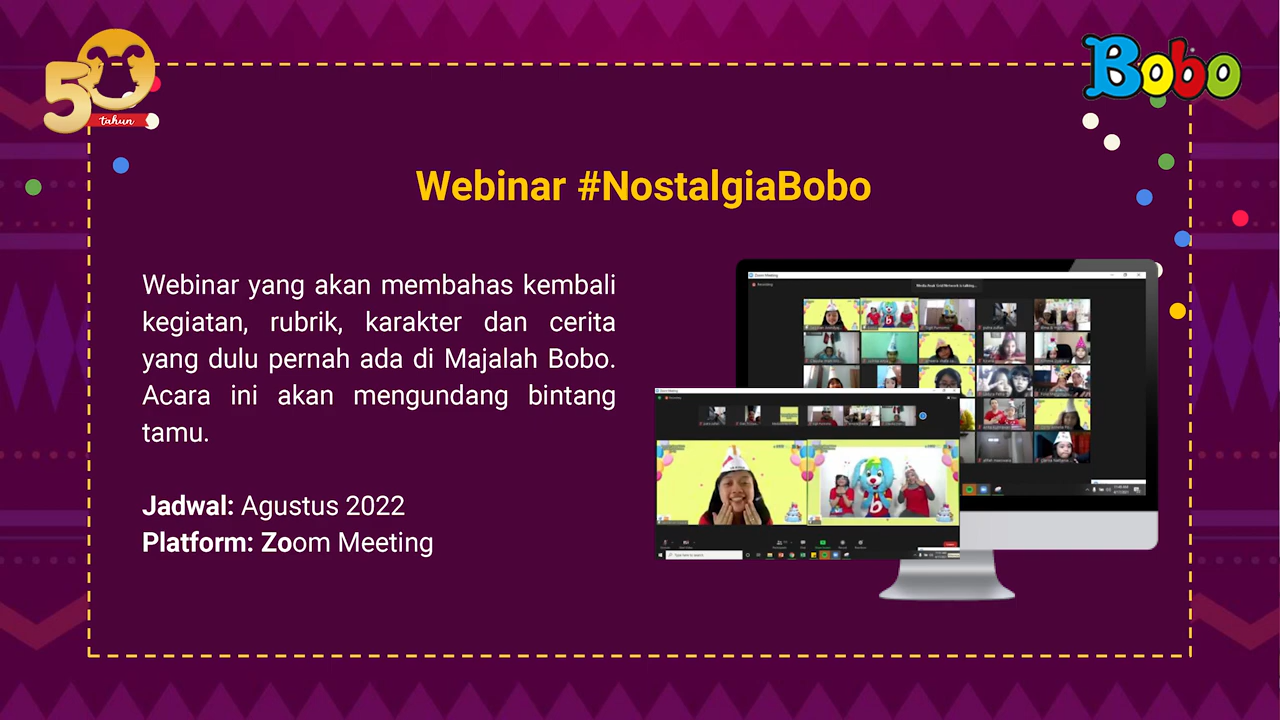 50
tahun
Bobo
Webinar #NostalgiaBobo
Webinar yang akan membahas kembali
kegiatan, rubrik, karakter dan cerita
yang dulu pernah ada di Majalah Bobo.
Acara ini akan mengundang bintang
tamu.
Jadwal: Agustus 2022
Platform: Zoom Meeting